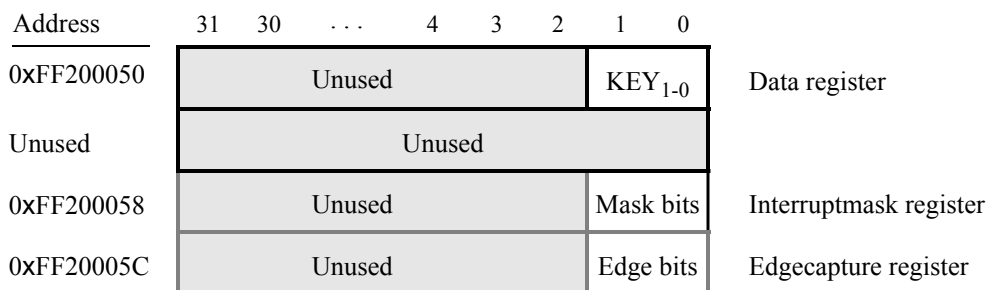 Address 31 30 . . . 4 3 2 1 0
0xFF200050 Unused KEY1-0 Data register
Unused Unused
0xFF200058 Unused Mask bits Interruptmask register
0xFF20005C Unused Edge bits Edgecapture register